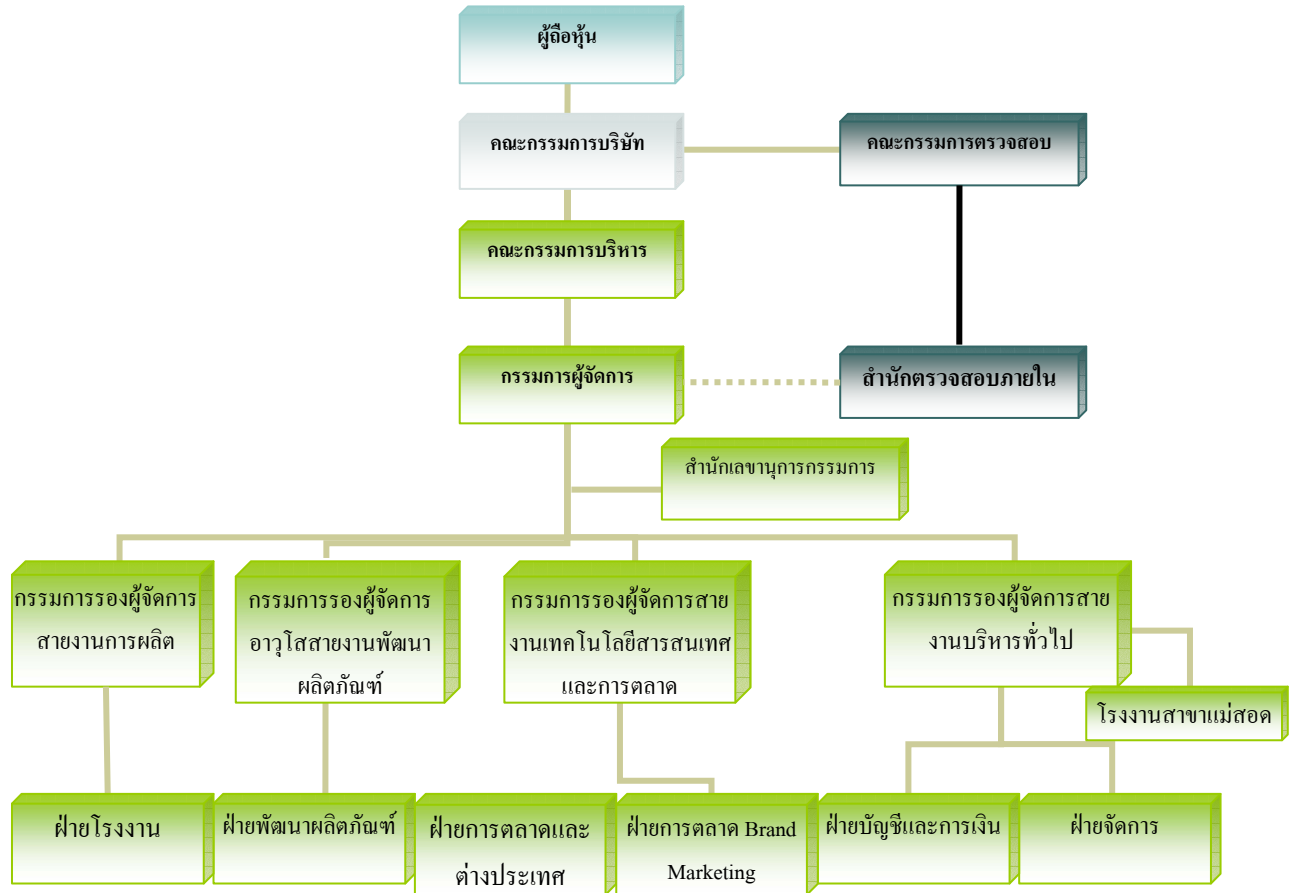 ผู้ถือหุ้น
คณะกรรมการบริษัท
คณะกรรมการตรวจสอบ
คณะกรรมการบริหาร
กรรมการผู้จัดการ
สำนักตรวจสอบภายใน
สำนักเลขานุการกรรมการ
กรรมการรองผู้จัดการ
สายงานการผลิต
กรรมการรองผู้จัดการ
อาวุโสสายงานพัฒนา
ผลิตภัณฑ์
กรรมการรองผู้จัดการสาย
งานเทคโนโลยีสารสนเทศ
และการตลาด
กรรมการรองผู้จัดการสาย
งานบริหารทั่วไป
โรงงานสาขาแม่สอด
ฝ่ายโรงงาน
ฝ่ายพัฒนาผลิตภัณฑ์
ฝ่ายการตลาดและ
ต่างประเทศ
ฝ่ายการตลาด Brand
Marketing
ฝ่ายบัญชีและการเงิน
ฝ่ายจัดการ